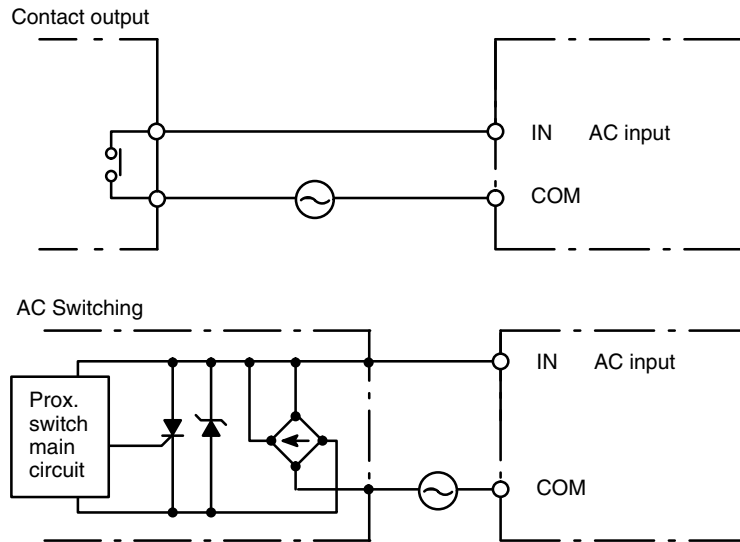 Contact output
IN AC input
COM
AC Switching
IN AC input
Prox.
switch
main
circuit
COM